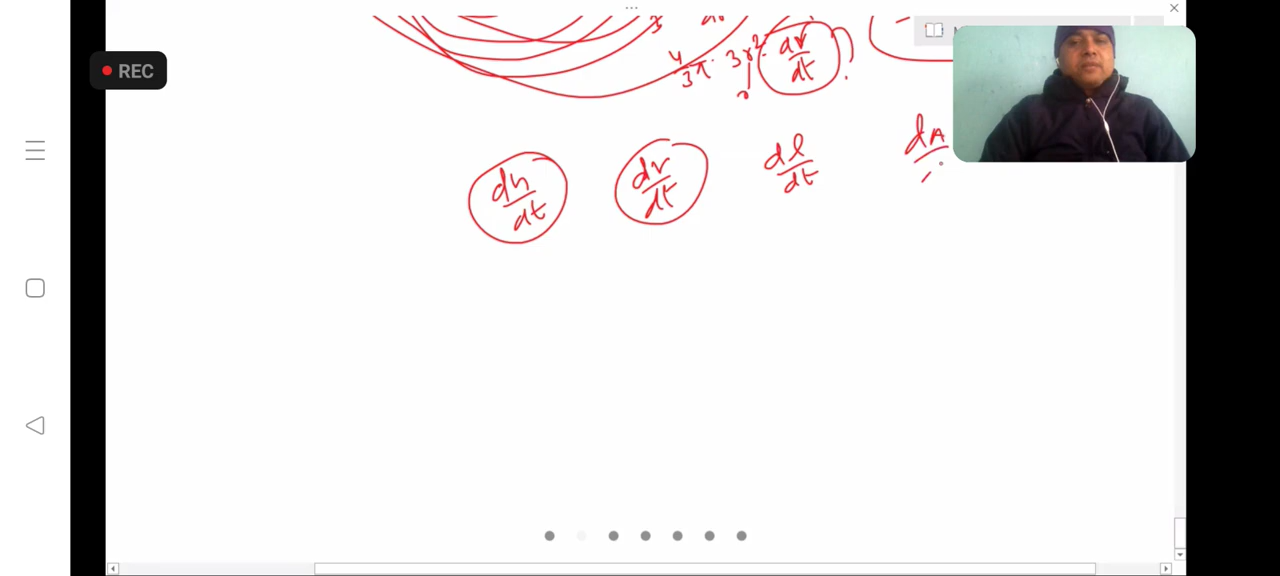 REC
4/3 π · 3r² · dr/dt ?
dh/dt dr/dt dl/dt dA/